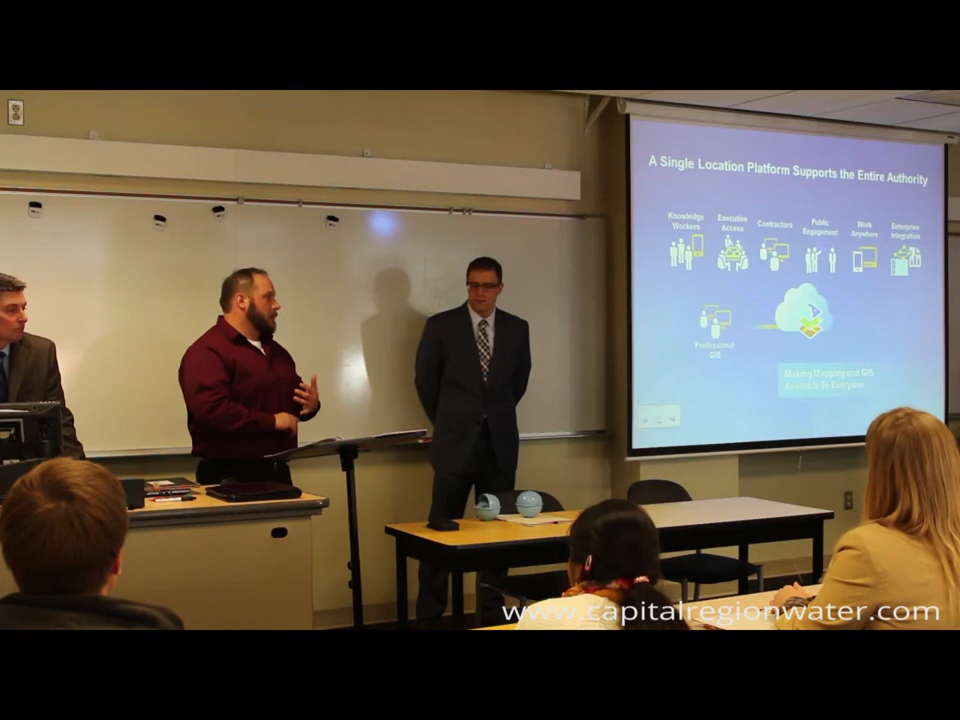 A Single Location Platform Supports the Entire Authority
Knowledge
Workers
Executive
Access
Contractors
Public
Engagement
Work
Anywhere
Enterprise
Integration
Professional
GIS
Making Mapping and GIS
Available To Everyone
www.capitalregionwater.com